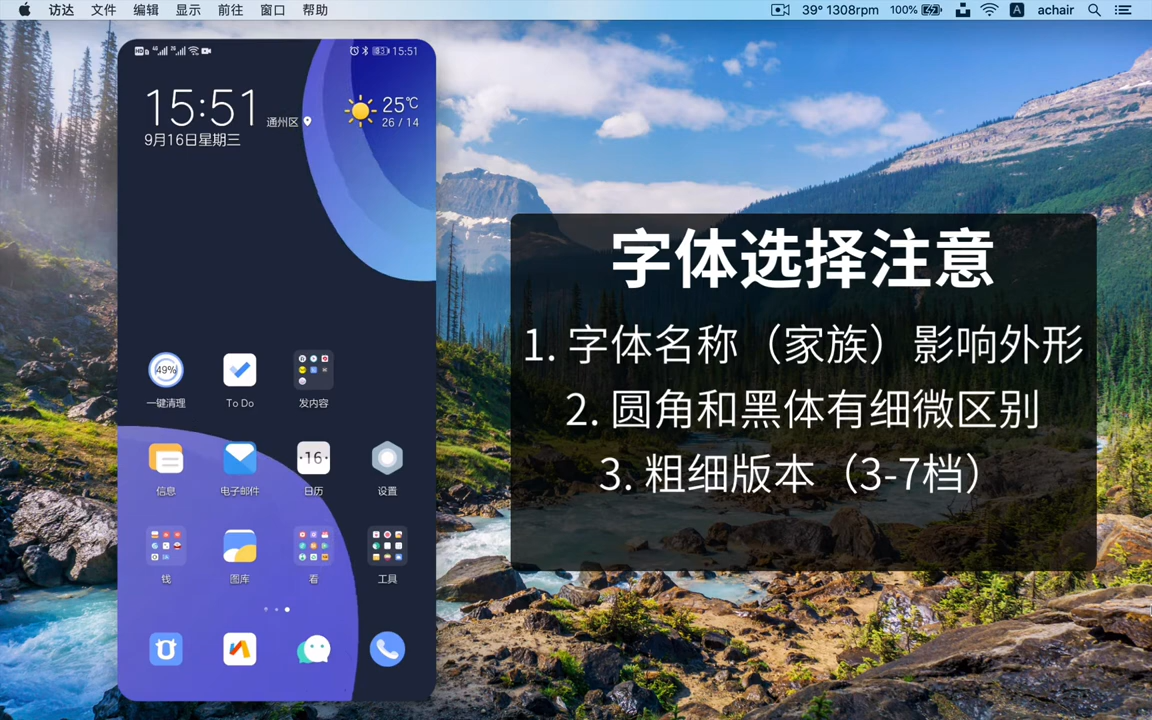 访达 文件 编辑 显示 前往 窗口 帮助
39° 1308rpm 100% A achair
15:51
15:51
通州区
25℃
26 / 14
9月16日星期三
字体选择注意
1. 字体名称（家族）影响外形
2. 圆角和黑体有细微区别
3. 粗细版本（3-7档）
49%
一键清理 To Do 发内容
16
信息 电子邮件 日历 设置
钱 图库 看 工具